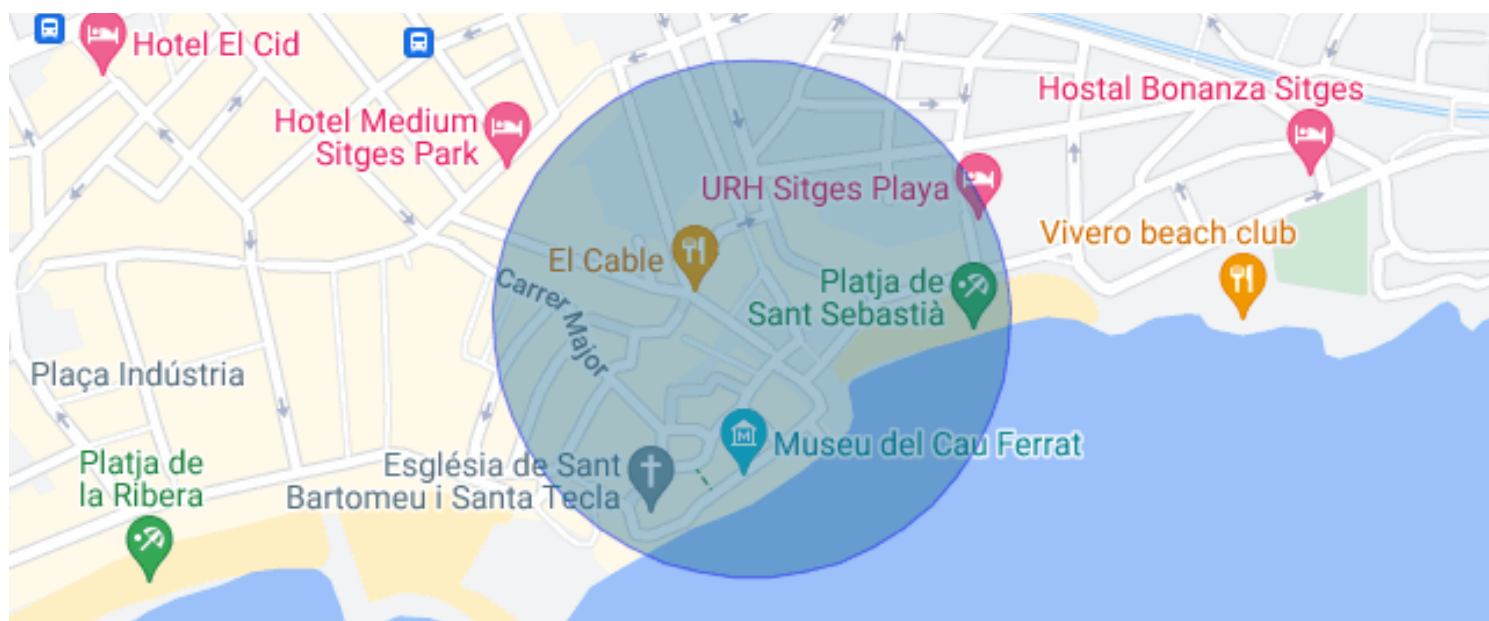 Hotel El Cid
Hotel Medium
Sitges Park
Hostal Bonanza Sitges
URH Sitges Playa
Vivero beach club
El Cable
Platja de
Sant Sebastià
Carrer Major
Plaça Indústria
Museu del Cau Ferrat
Platja de
la Ribera
Església de Sant
Bartomeu i Santa Tecla